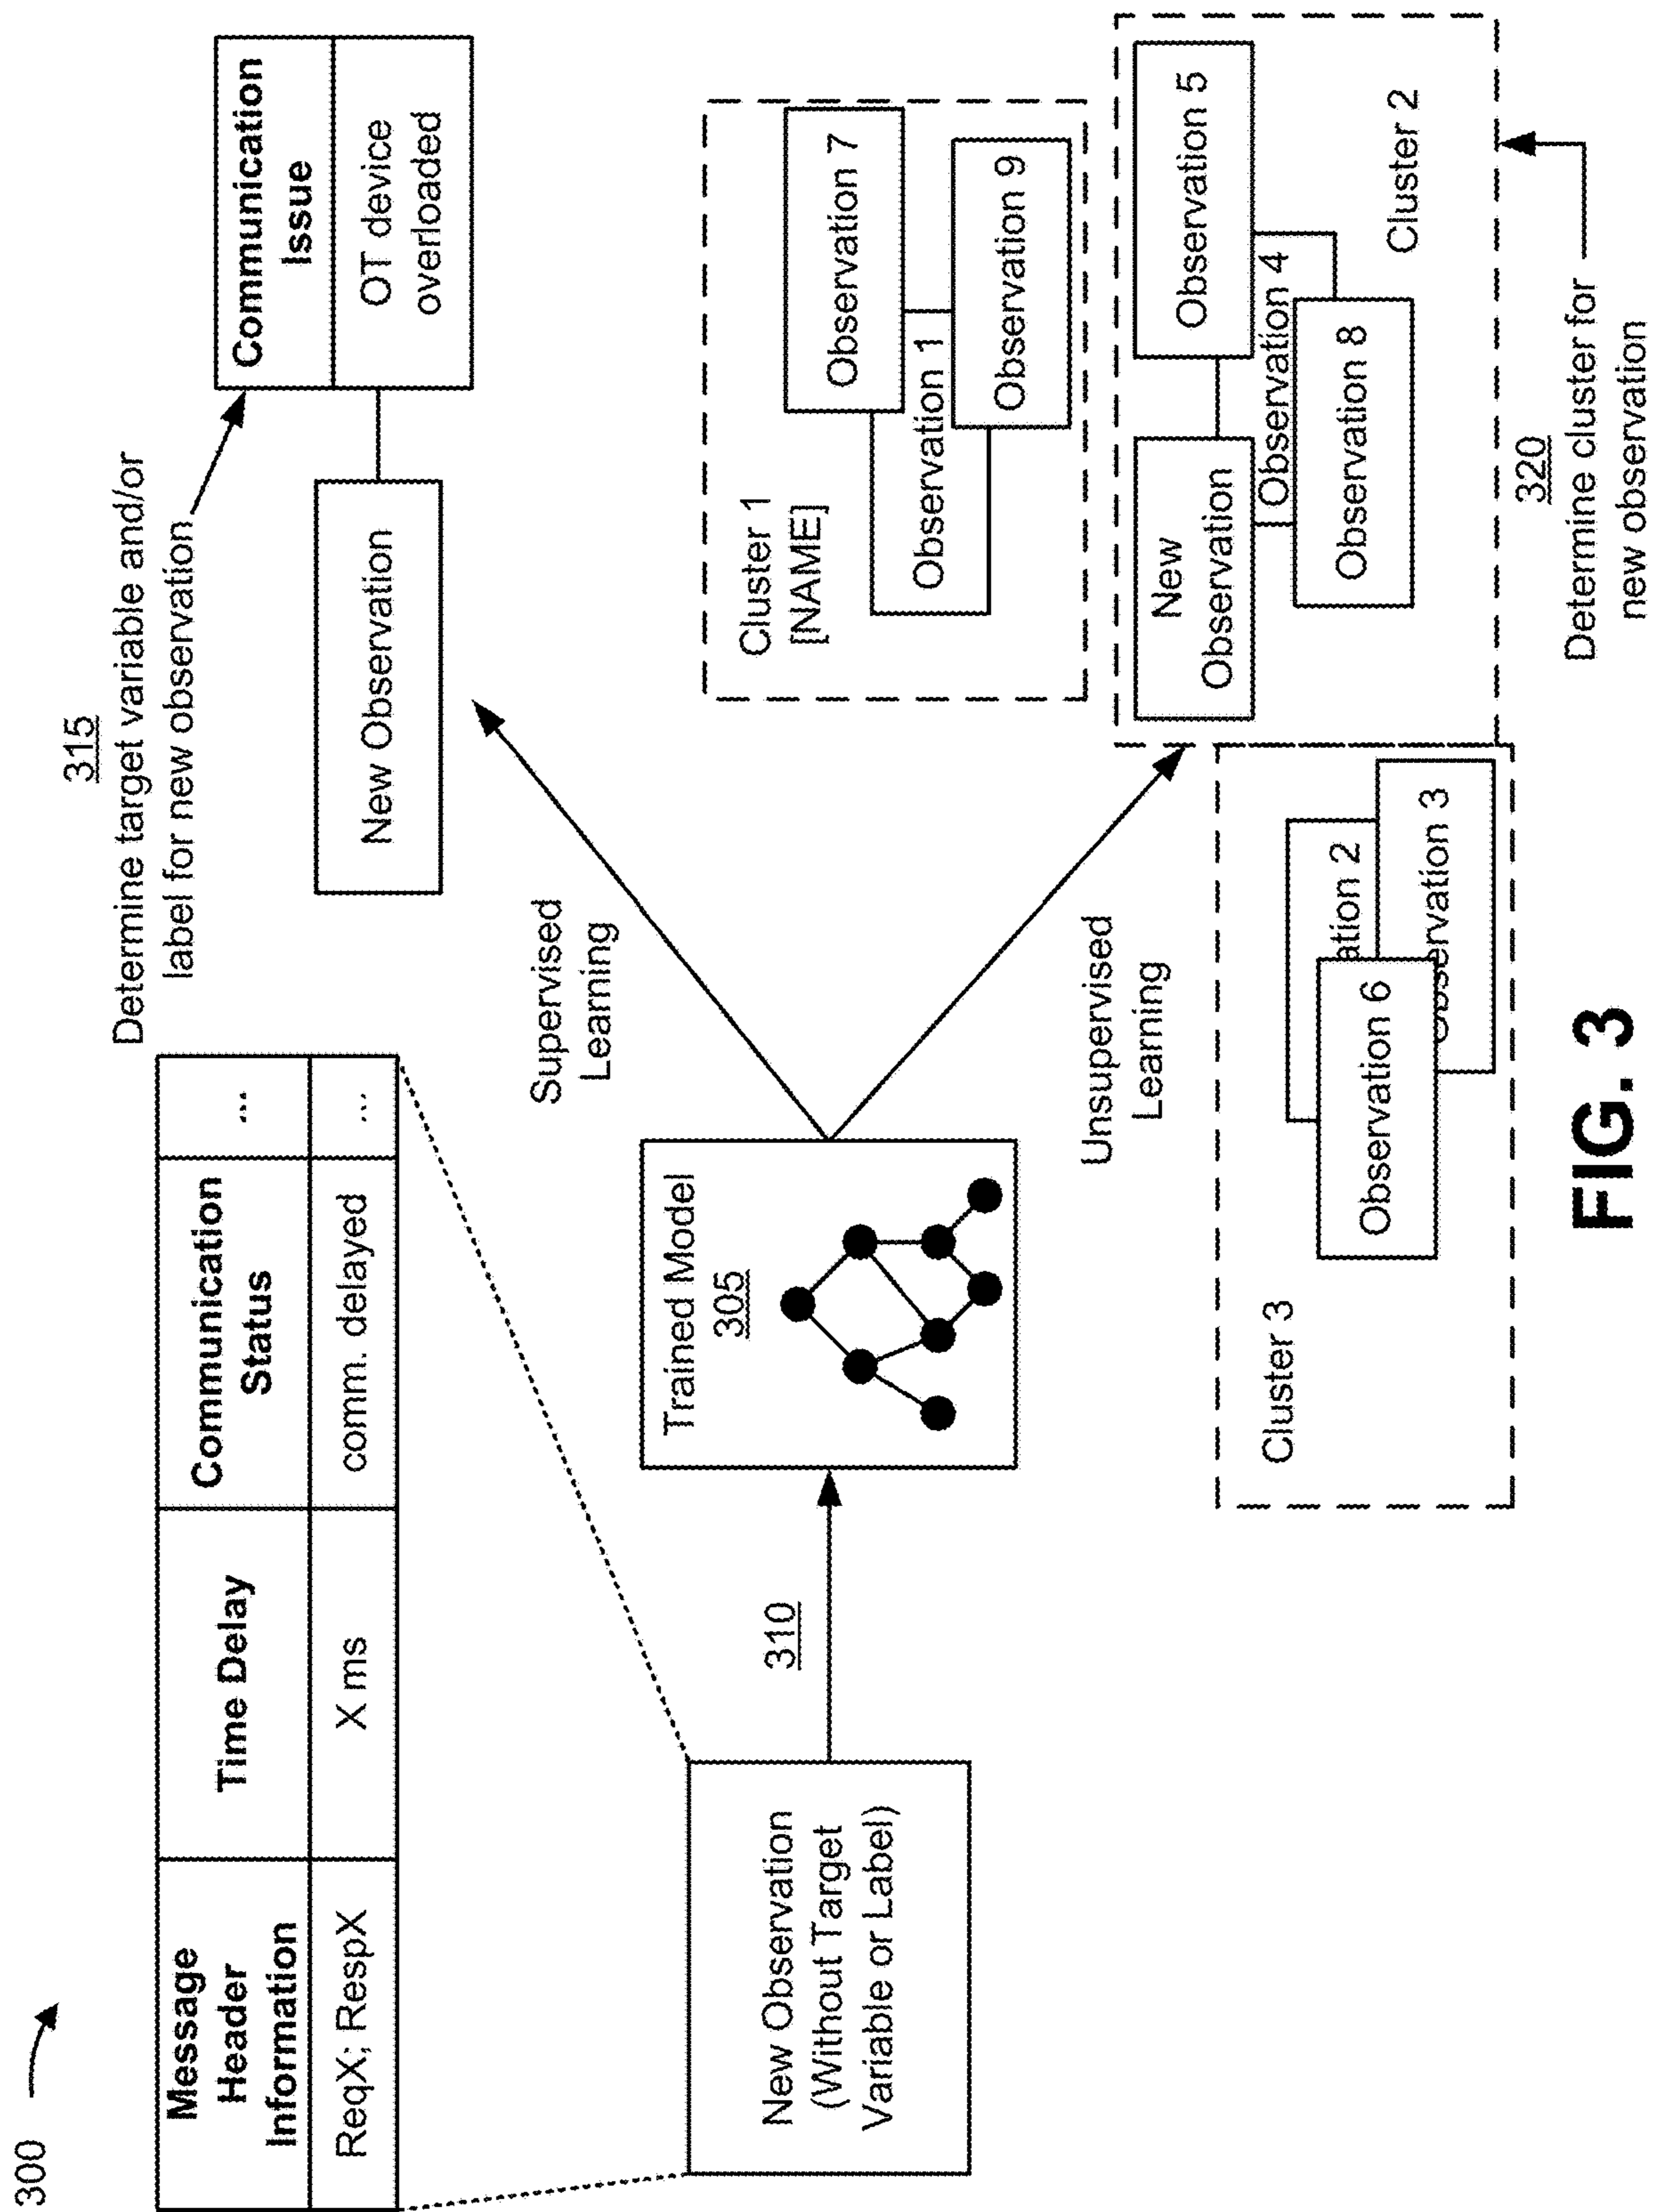 300
Message
Header
Information
Time Delay
Communication
Status
...
ReqX; RespX
X ms
comm. delayed
...
315
Determine target variable and/or
label for new observation
Communication
Issue
OT device
overloaded
New Observation
New Observation
(Without Target
Variable or Label)
310
Trained Model
305
Supervised
Learning
Unsupervised
Learning
Cluster 1
[NAME]
Observation 7
Observation 1
Observation 9
New
Observation
Observation 5
Observation 4
Observation 8
Cluster 2
Cluster 3
ation 2
bservation 3
Observation 6
320
Determine cluster for
new observation
FIG. 3